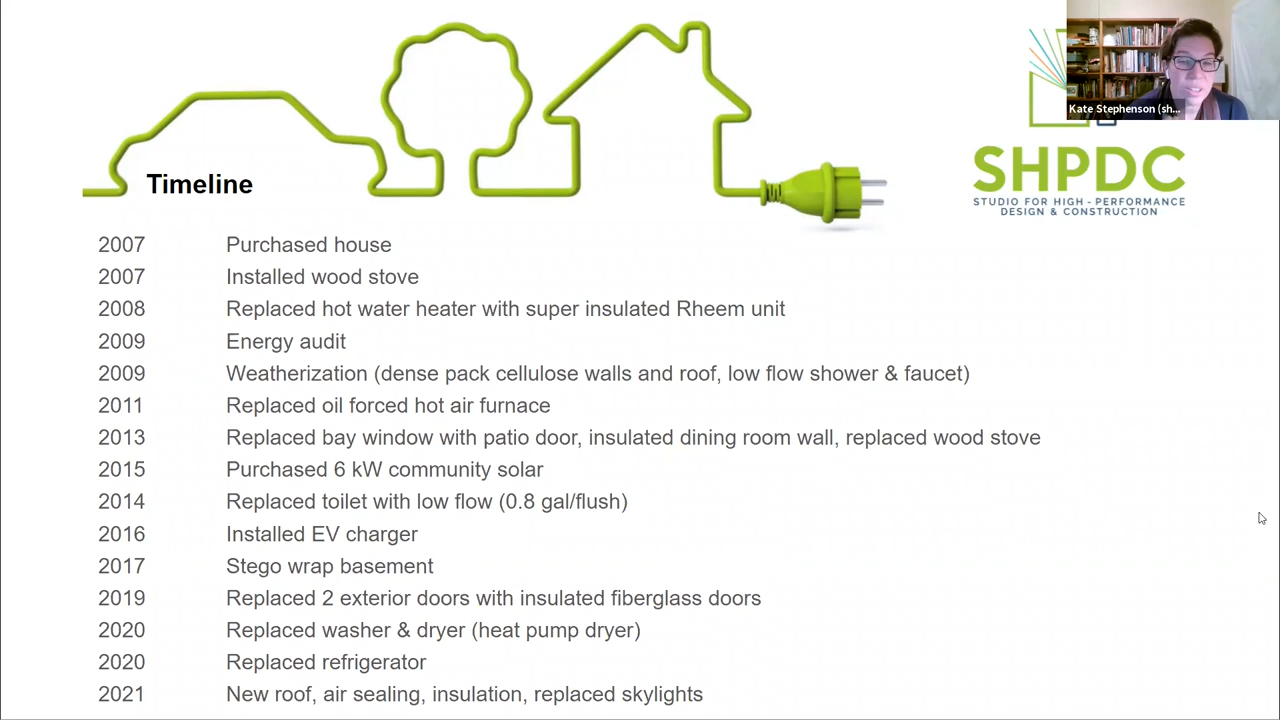 Kate Stephenson (sh...
SHPDC
STUDIO FOR HIGH - PERFORMANCE
DESIGN & CONSTRUCTION
Timeline
2007 Purchased house
2007 Installed wood stove
2008 Replaced hot water heater with super insulated Rheem unit
2009 Energy audit
2009 Weatherization (dense pack cellulose walls and roof, low flow shower & faucet)
2011 Replaced oil forced hot air furnace
2013 Replaced bay window with patio door, insulated dining room wall, replaced wood stove
2015 Purchased 6 kW community solar
2014 Replaced toilet with low flow (0.8 gal/flush)
2016 Installed EV charger
2017 Stego wrap basement
2019 Replaced 2 exterior doors with insulated fiberglass doors
2020 Replaced washer & dryer (heat pump dryer)
2020 Replaced refrigerator
2021 New roof, air sealing, insulation, replaced skylights